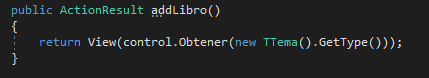 public ActionResult addLibro()
{
return View(control.Obtener(new TTema().GetType()));
}